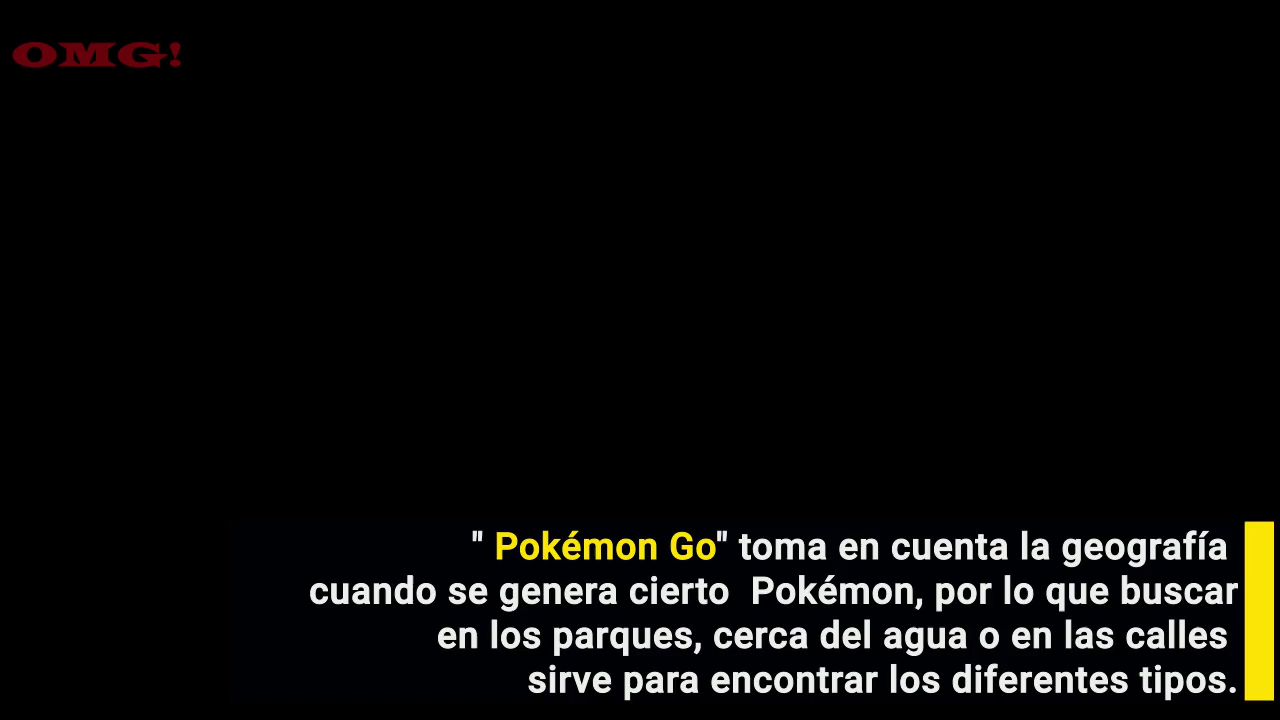 OMG!
" Pokémon Go" toma en cuenta la geografía
cuando se genera cierto  Pokémon, por lo que buscar
en los parques, cerca del agua o en las calles
sirve para encontrar los diferentes tipos.